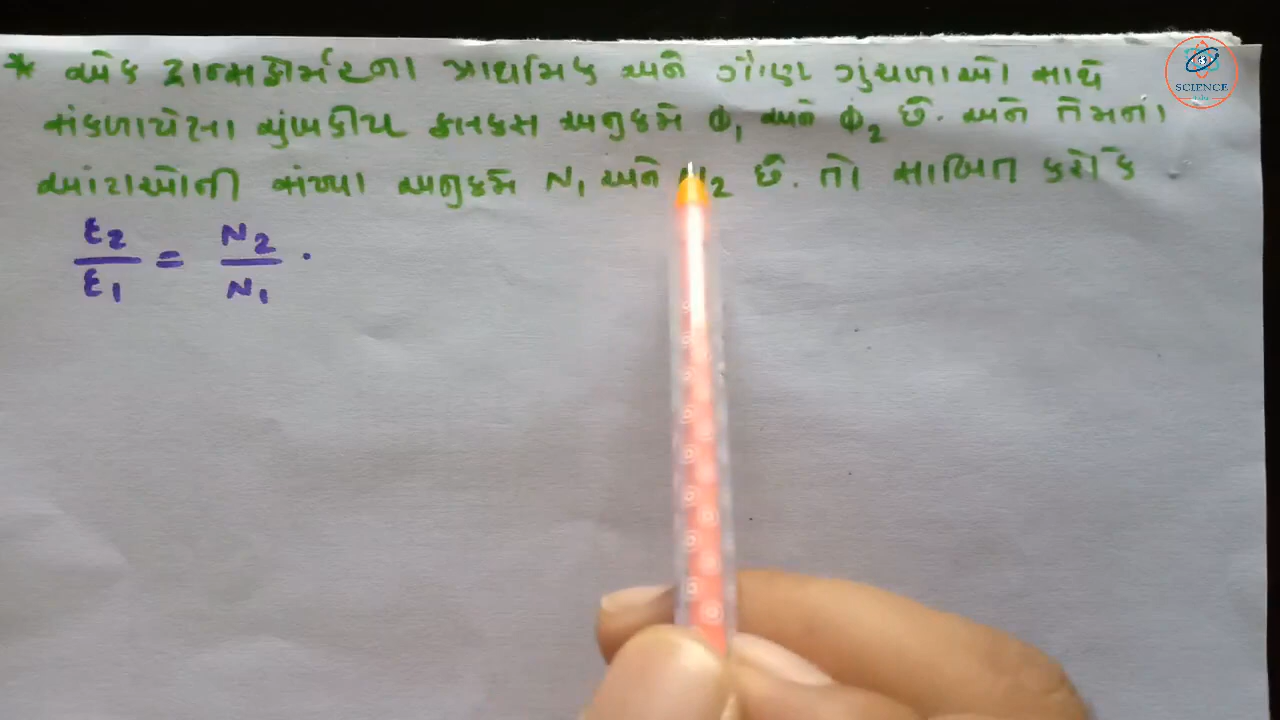 * એક ટ્રાન્સફોર્મરના પ્રાથમિક અને ગૌણ ગૂંચળાઓ સાથે
સંકળાયેલા ચુંબકીય ફ્લક્સ અનુક્રમે Φ₁ અને Φ₂ છે. અને તેમના
આંટાઓની સંખ્યા અનુક્રમે N₁ અને N₂ છે. તો સાબિત કરો કે
ε₂/ε₁ = N₂/N₁ .
SCIENCE